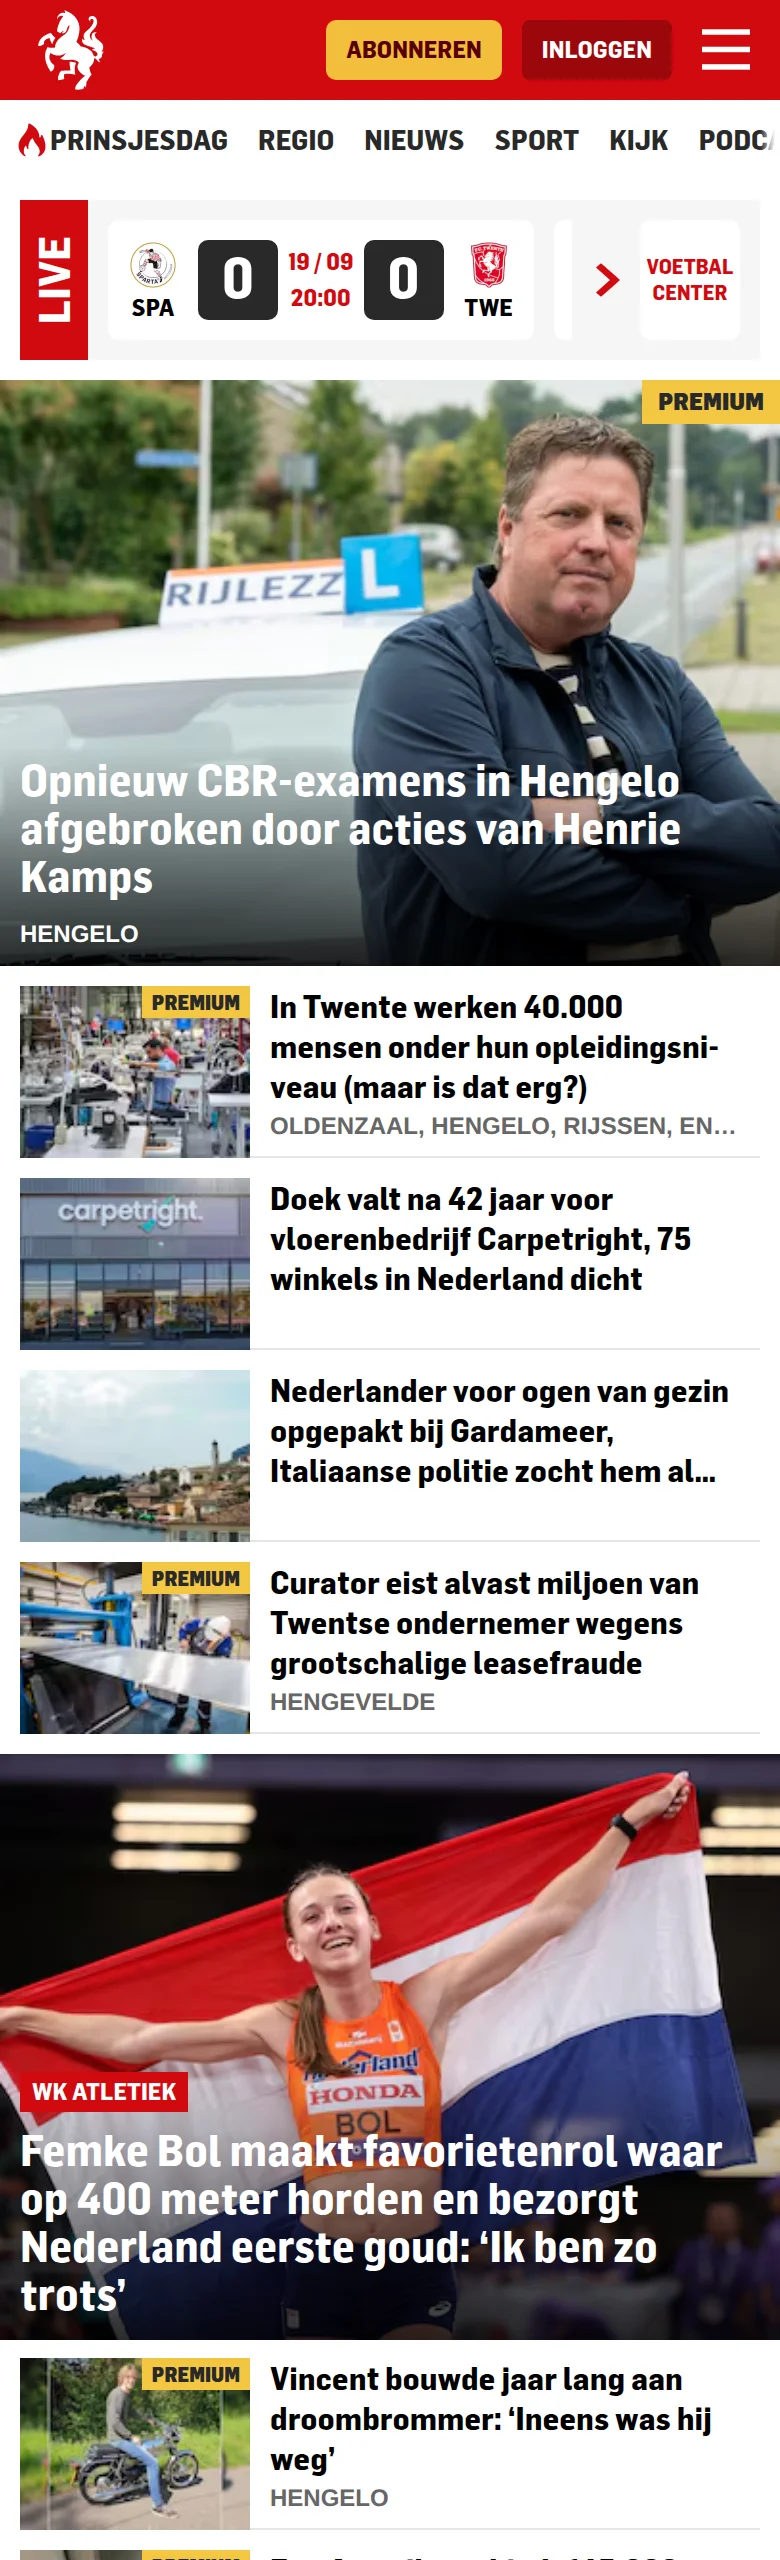 ABONNEREN
INLOGGEN
PRINSJESDAG REGIO NIEUWS SPORT KIJK PODCA
LIVE
SPA
0
19 / 09
20:00
0
TWE
VOETBAL
CENTER
PREMIUM
RIJLEZZ L
Opnieuw CBR-examens in Hengelo
afgebroken door acties van Henrie
Kamps
HENGELO
PREMIUM
In Twente werken 40.000
mensen onder hun opleidingsni-
veau (maar is dat erg?)
OLDENZAAL, HENGELO, RIJSSEN, EN...
carpetright.
Doek valt na 42 jaar voor
vloerenbedrijf Carpetright, 75
winkels in Nederland dicht
Nederlander voor ogen van gezin
opgepakt bij Gardameer,
Italiaanse politie zocht hem al...
PREMIUM
Curator eist alvast miljoen van
Twentse ondernemer wegens
grootschalige leasefraude
HENGEVELDE
Nederland
HONDA
BOL
WK ATLETIEK
Femke Bol maakt favorietenrol waar
op 400 meter horden en bezorgt
Nederland eerste goud: ‘Ik ben zo
trots’
PREMIUM
Vincent bouwde jaar lang aan
droombrommer: ‘Ineens was hij
weg’
HENGELO